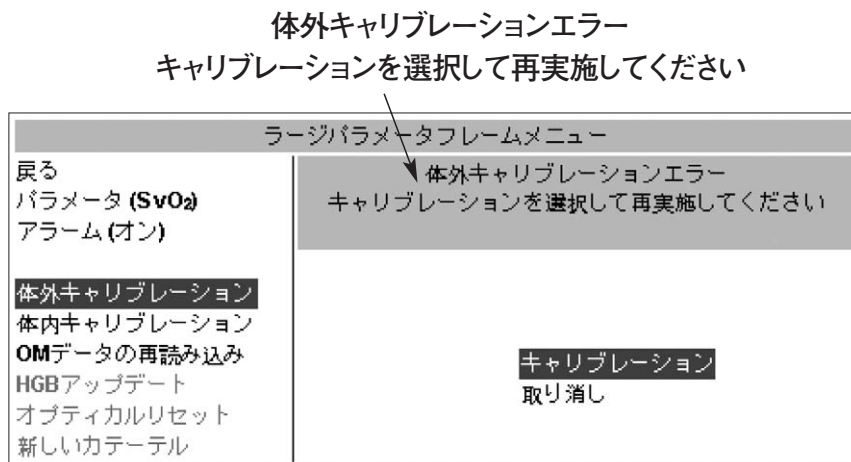 体外キャリブレーションエラー
キャリブレーションを選択して再実施してください
ラージパラメータフレームメニュー
戻る
パラメータ (SvO₂)
アラーム (オン)
体外キャリブレーション
体内キャリブレーション
OMデータの再読み込み
HGBアップデート
オプティカルリセット
新しいカテーテル
体外キャリブレーションエラー
キャリブレーションを選択して再実施してください
キャリブレーション
取り消し